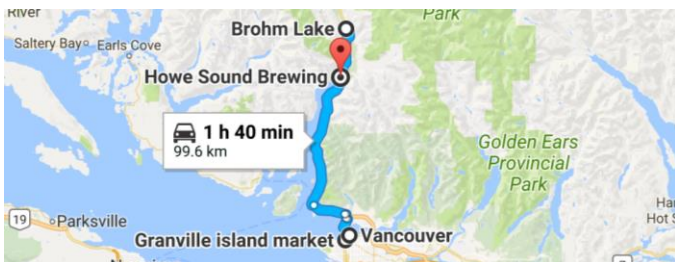 River
Park
Brohm Lake
Saltery Bay
Earls Cove
Howe Sound Brewing
1 h 40 min
99.6 km
Golden Ears
Provincial
Park
19
Parksville
Granville island market
Vancouver
Hot S